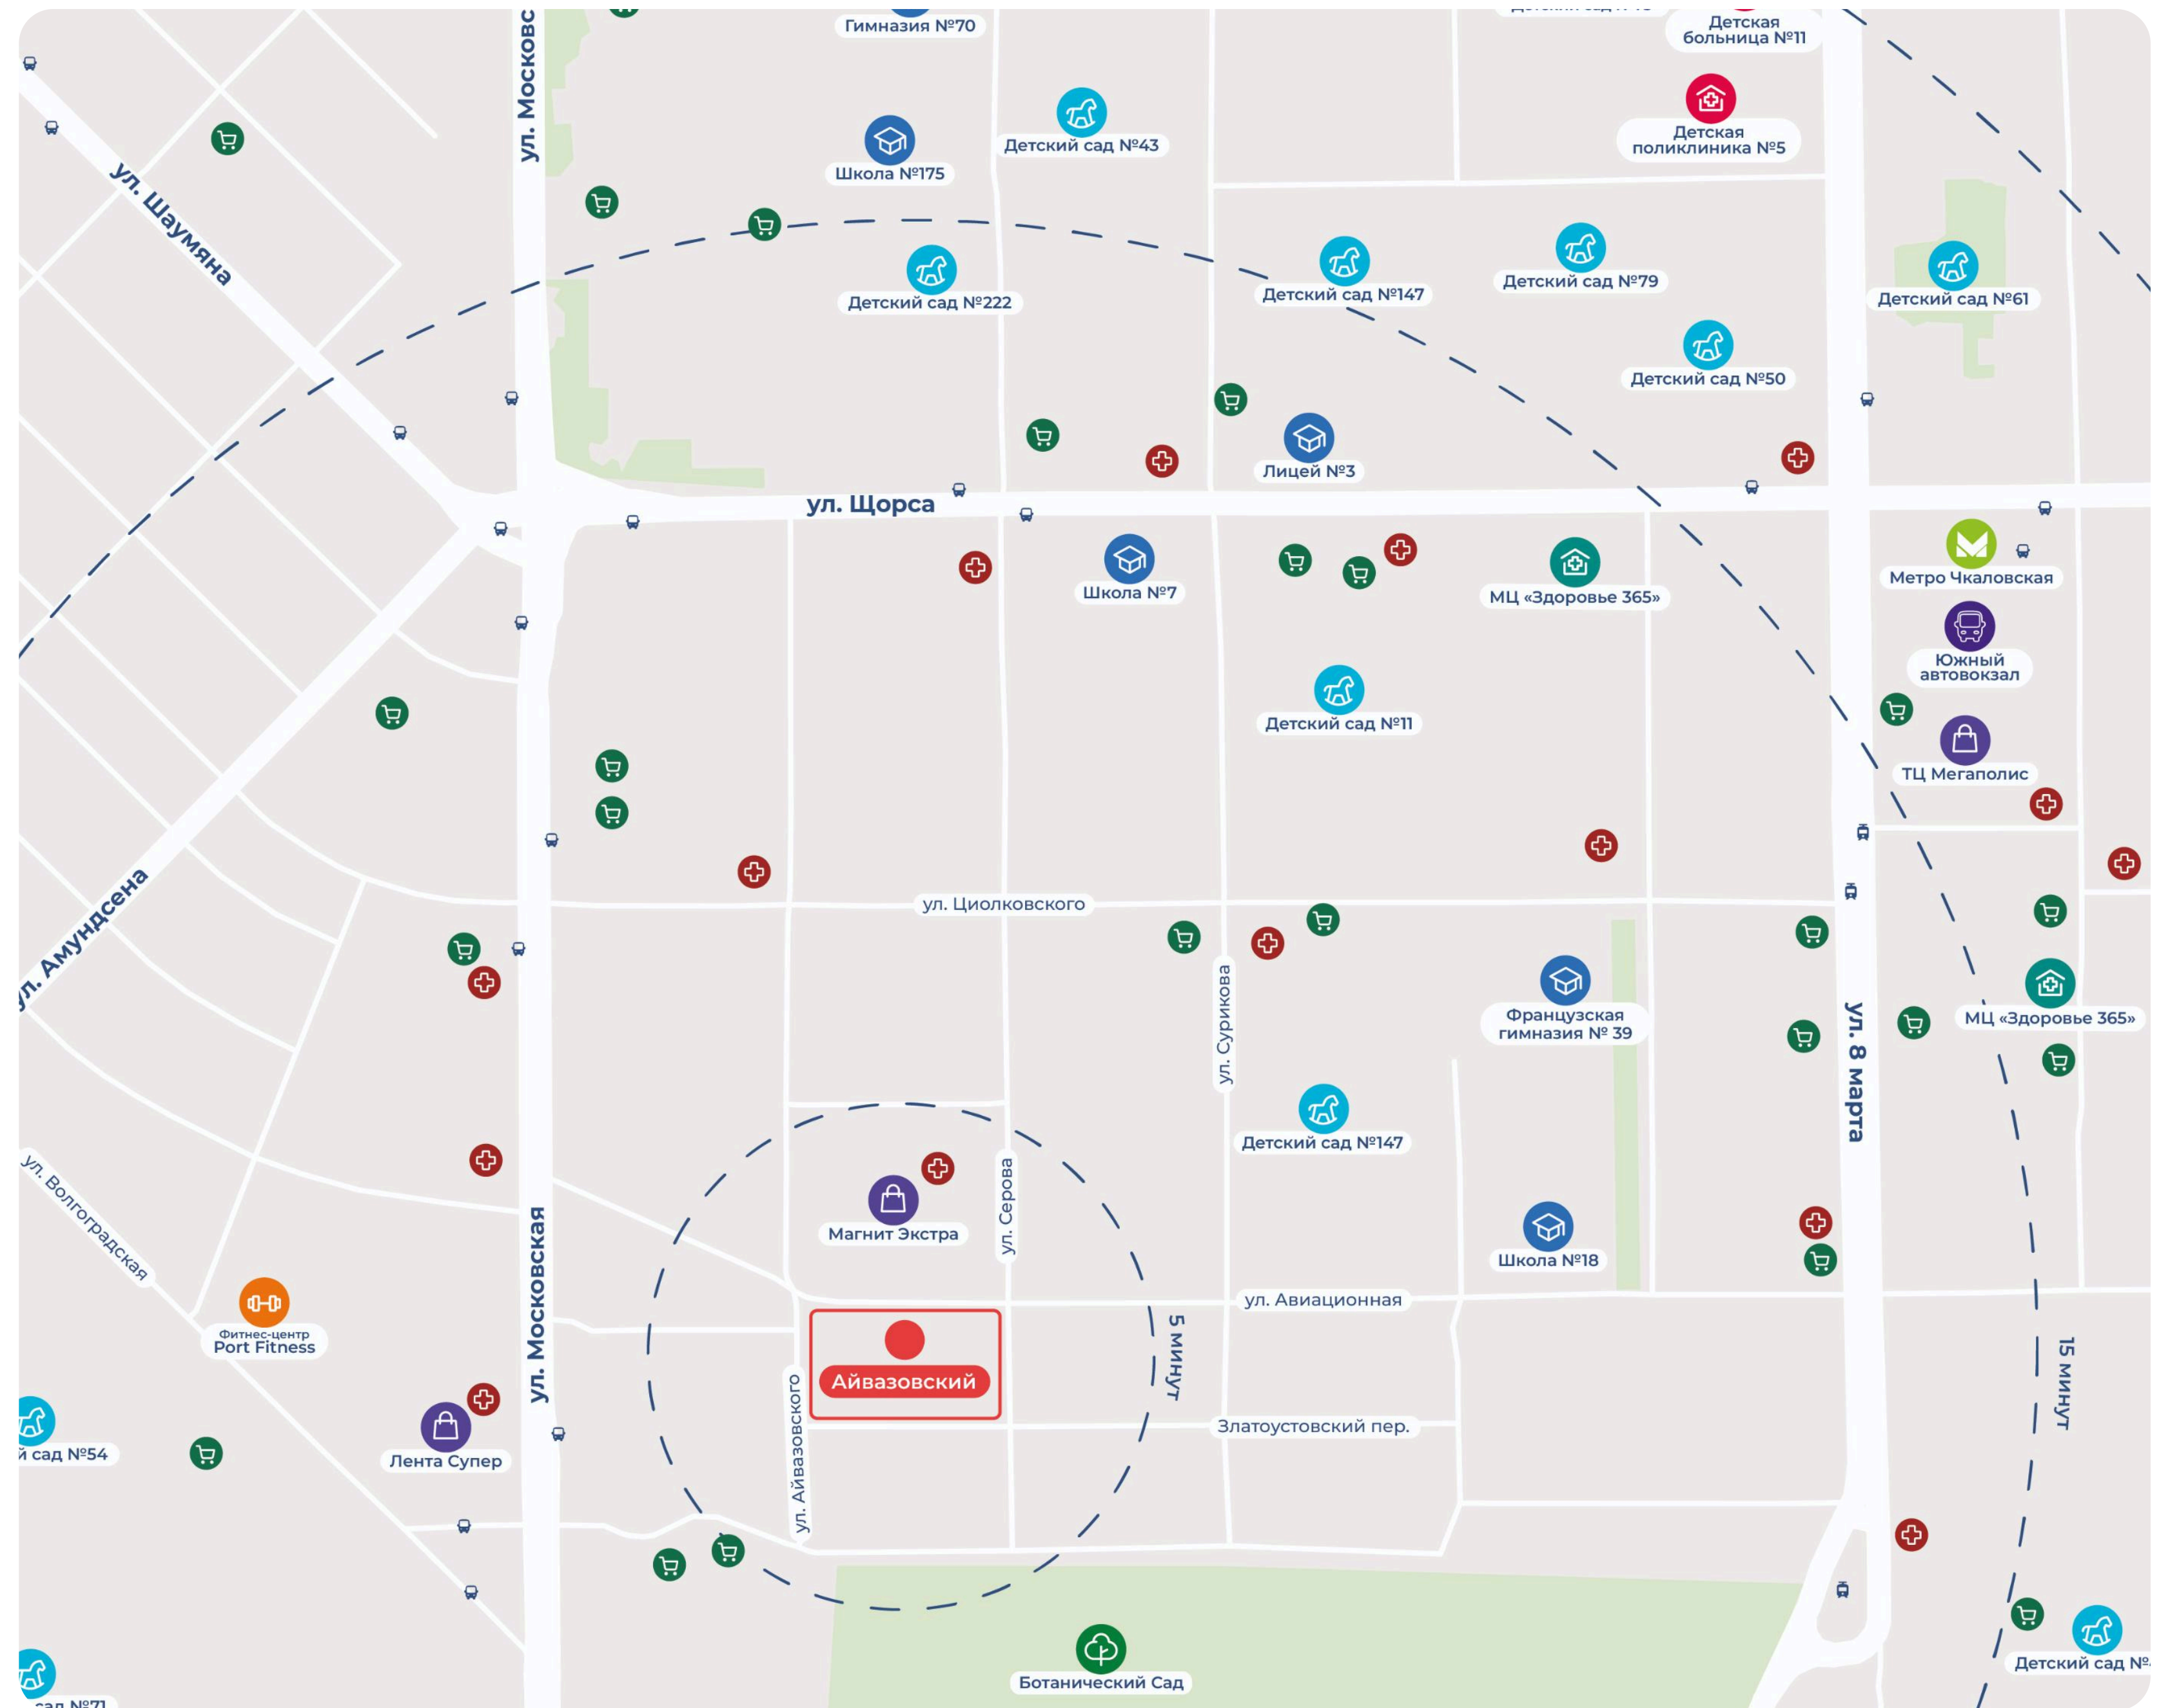 ул. Московс
Гимназия №70
Детская
больница №11
Детский сад №43
Школа №175
Детская
поликлиника №5
ул. Шаумяна
Детский сад №222
Детский сад №147
Детский сад №79
Детский сад №61
Детский сад №50
Лицей №3
ул. Щорса
Школа №7
МЦ «Здоровье 365»
Метро Чкаловская
Южный
автовокзал
Детский сад №11
ТЦ Мегаполис
ул. Амундсена
ул. Циолковского
ул. Сурикова
Французская
гимназия № 39
МЦ «Здоровье 365»
ул. 8 марта
Детский сад №147
ул. Волгоградская
ул. Серова
Магнит Экстра
Школа №18
ул. Московская
ул. Авиационная
Фитнес-центр
Port Fitness
5 минут
15 минут
Айвазовский
ул. Айвазовского
Златоустовский пер.
й сад №54
Лента Супер
Ботанический Сад
Детский сад №
сад №71